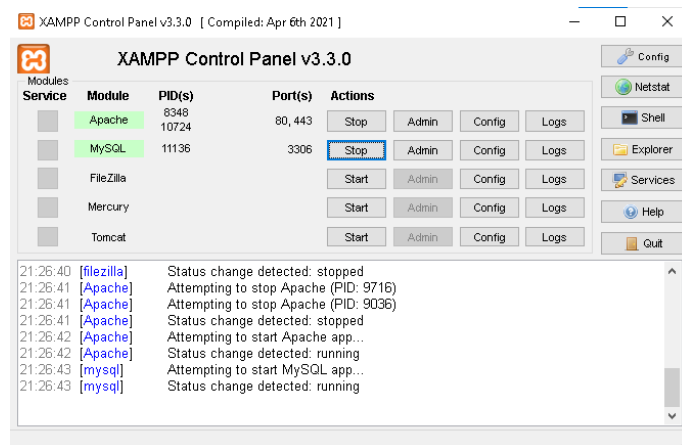 XAMPP Control Panel v3.3.0 [ Compiled: Apr 6th 2021 ]
XAMPP Control Panel v3.3.0
Config
Modules
Service Module PID(s) Port(s) Actions
Netstat
Apache 8348 10724 80, 443 Stop Admin Config Logs
Shell
MySQL 11136 3306 Stop Admin Config Logs
Explorer
FileZilla Start Admin Config Logs
Services
Mercury Start Admin Config Logs
Help
Tomcat Start Admin Config Logs
Quit
21:26:40 [filezilla] Status change detected: stopped
21:26:41 [Apache] Attempting to stop Apache (PID: 9716)
21:26:41 [Apache] Attempting to stop Apache (PID: 9036)
21:26:41 [Apache] Status change detected: stopped
21:26:42 [Apache] Attempting to start Apache app...
21:26:42 [Apache] Status change detected: running
21:26:43 [mysql] Attempting to start MySQL app...
21:26:43 [mysql] Status change detected: running